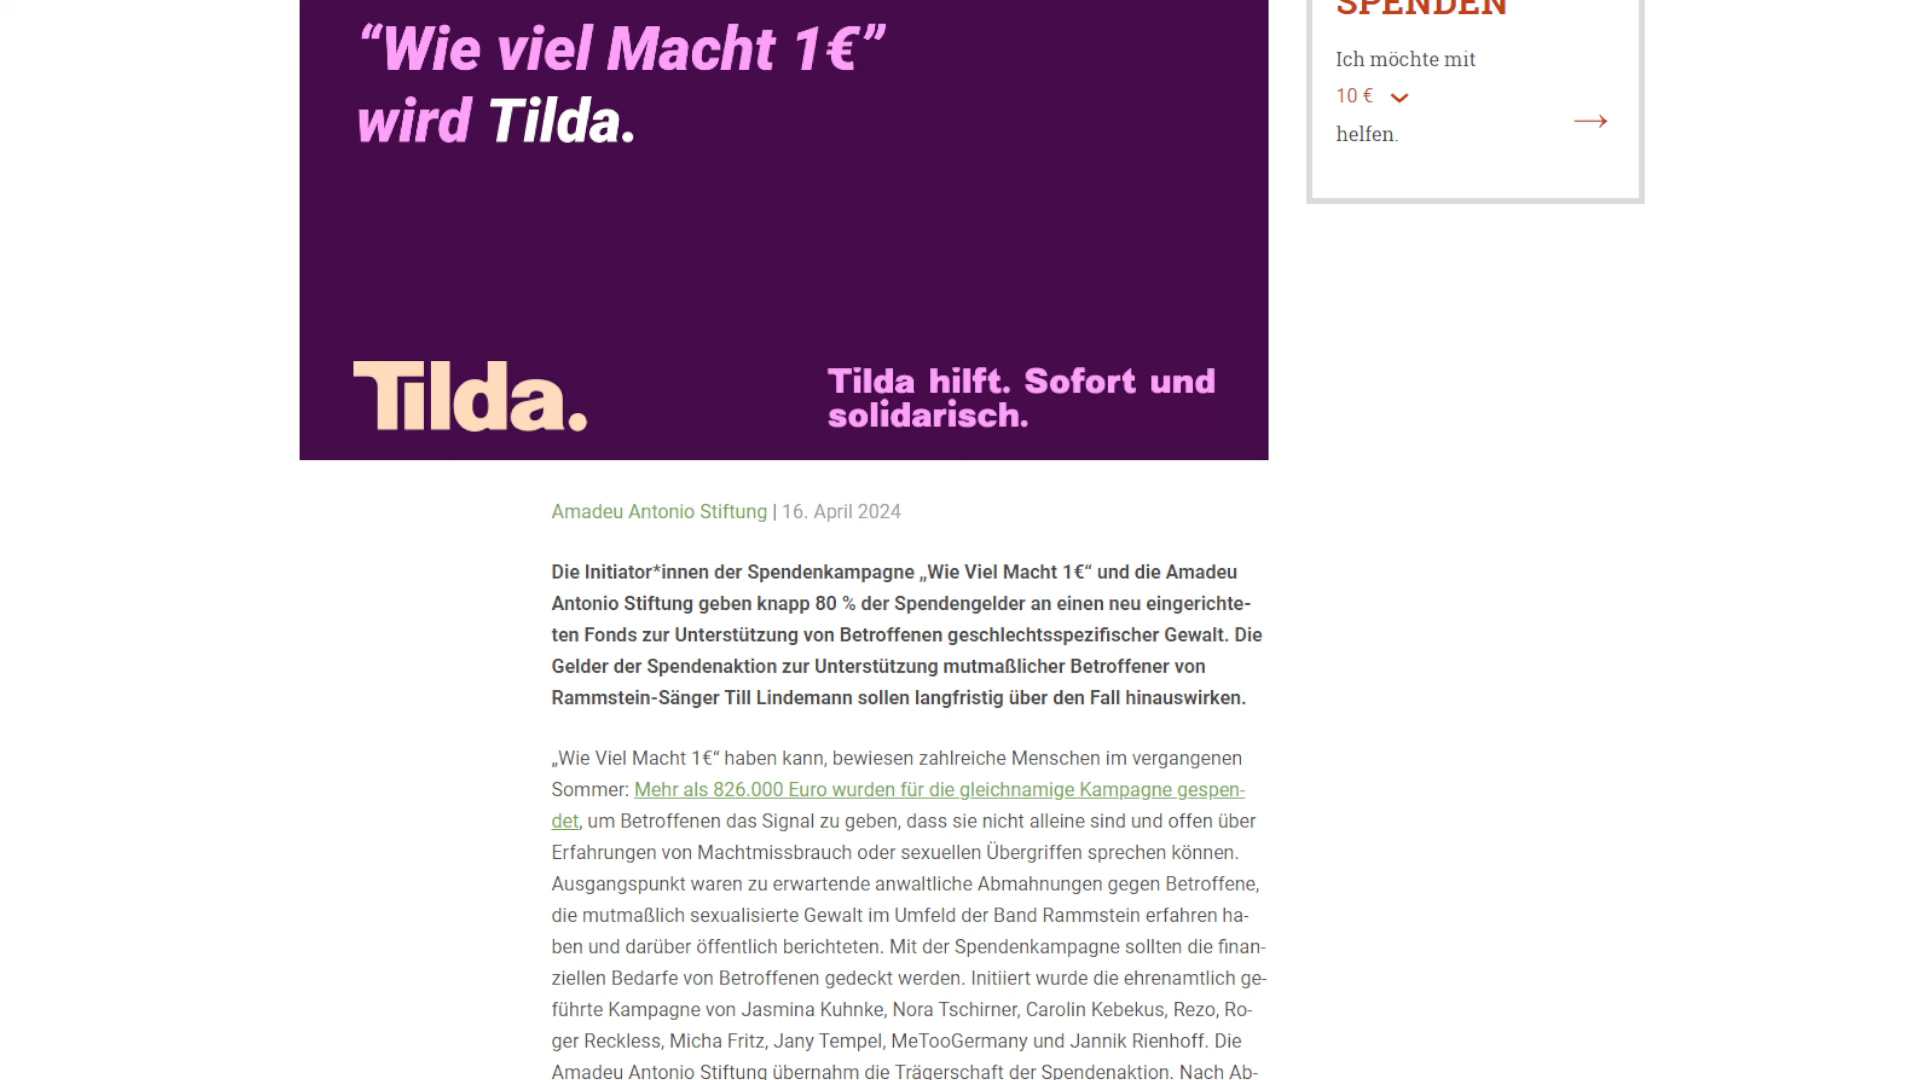 “Wie viel Macht 1€”
wird Tilda.
Tilda.
Tilda hilft. Sofort und
solidarisch.
SPENDEN
Ich möchte mit
10 €
helfen.
Amadeu Antonio Stiftung | 16. April 2024
Die Initiator*innen der Spendenkampagne „Wie Viel Macht 1€“ und die Amadeu
Antonio Stiftung geben knapp 80 % der Spendengelder an einen neu eingerichte-
ten Fonds zur Unterstützung von Betroffenen geschlechtsspezifischer Gewalt. Die
Gelder der Spendenaktion zur Unterstützung mutmaßlicher Betroffener von
Rammstein-Sänger Till Lindemann sollen langfristig über den Fall hinauswirken.
„Wie Viel Macht 1€“ haben kann, bewiesen zahlreiche Menschen im vergangenen
Sommer: Mehr als 826.000 Euro wurden für die gleichnamige Kampagne gespen-
det, um Betroffenen das Signal zu geben, dass sie nicht alleine sind und offen über
Erfahrungen von Machtmissbrauch oder sexuellen Übergriffen sprechen können.
Ausgangspunkt waren zu erwartende anwaltliche Abmahnungen gegen Betroffene,
die mutmaßlich sexualisierte Gewalt im Umfeld der Band Rammstein erfahren ha-
ben und darüber öffentlich berichteten. Mit der Spendenkampagne sollten die finan-
ziellen Bedarfe von Betroffenen gedeckt werden. Initiiert wurde die ehrenamtlich ge-
führte Kampagne von Jasmina Kuhnke, Nora Tschirner, Carolin Kebekus, Rezo, Ro-
ger Reckless, Micha Fritz, Jany Tempel, MeTooGermany und Jannik Rienhoff. Die
Amadeu Antonio Stiftung übernahm die Trägerschaft der Spendenaktion. Nach Ab-